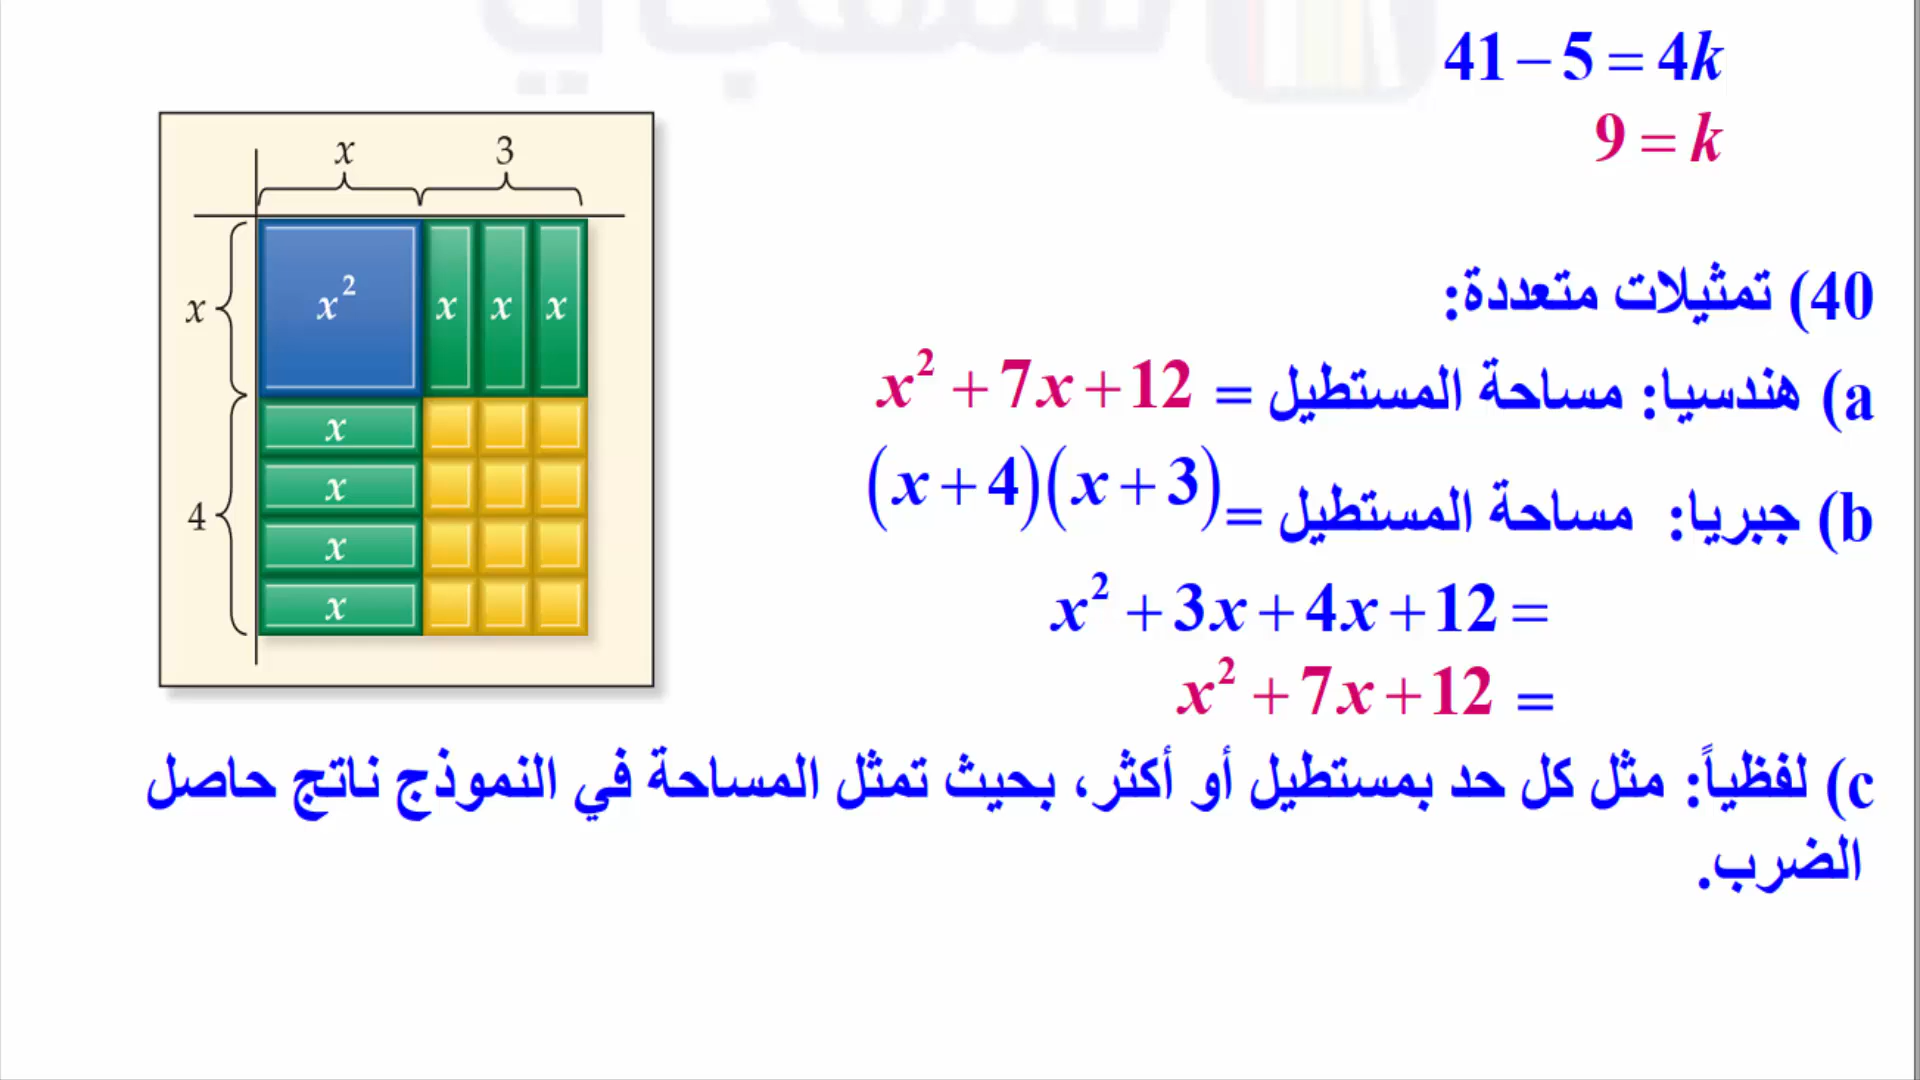 41 − 5 = 4k
9 = k
40) تمثيلات متعددة:
a) هندسيا: مساحة المستطيل = x² + 7x + 12
b) جبريا: مساحة المستطيل = (x + 4)(x + 3)
x² + 3x + 4x + 12 =
x² + 7x + 12 =
c) لفظياً: مثل كل حد بمستطيل أو أكثر، بحيث تمثل المساحة في النموذج ناتج حاصل
الضرب.
x 3
x x² x x x
x
x
4
x
x